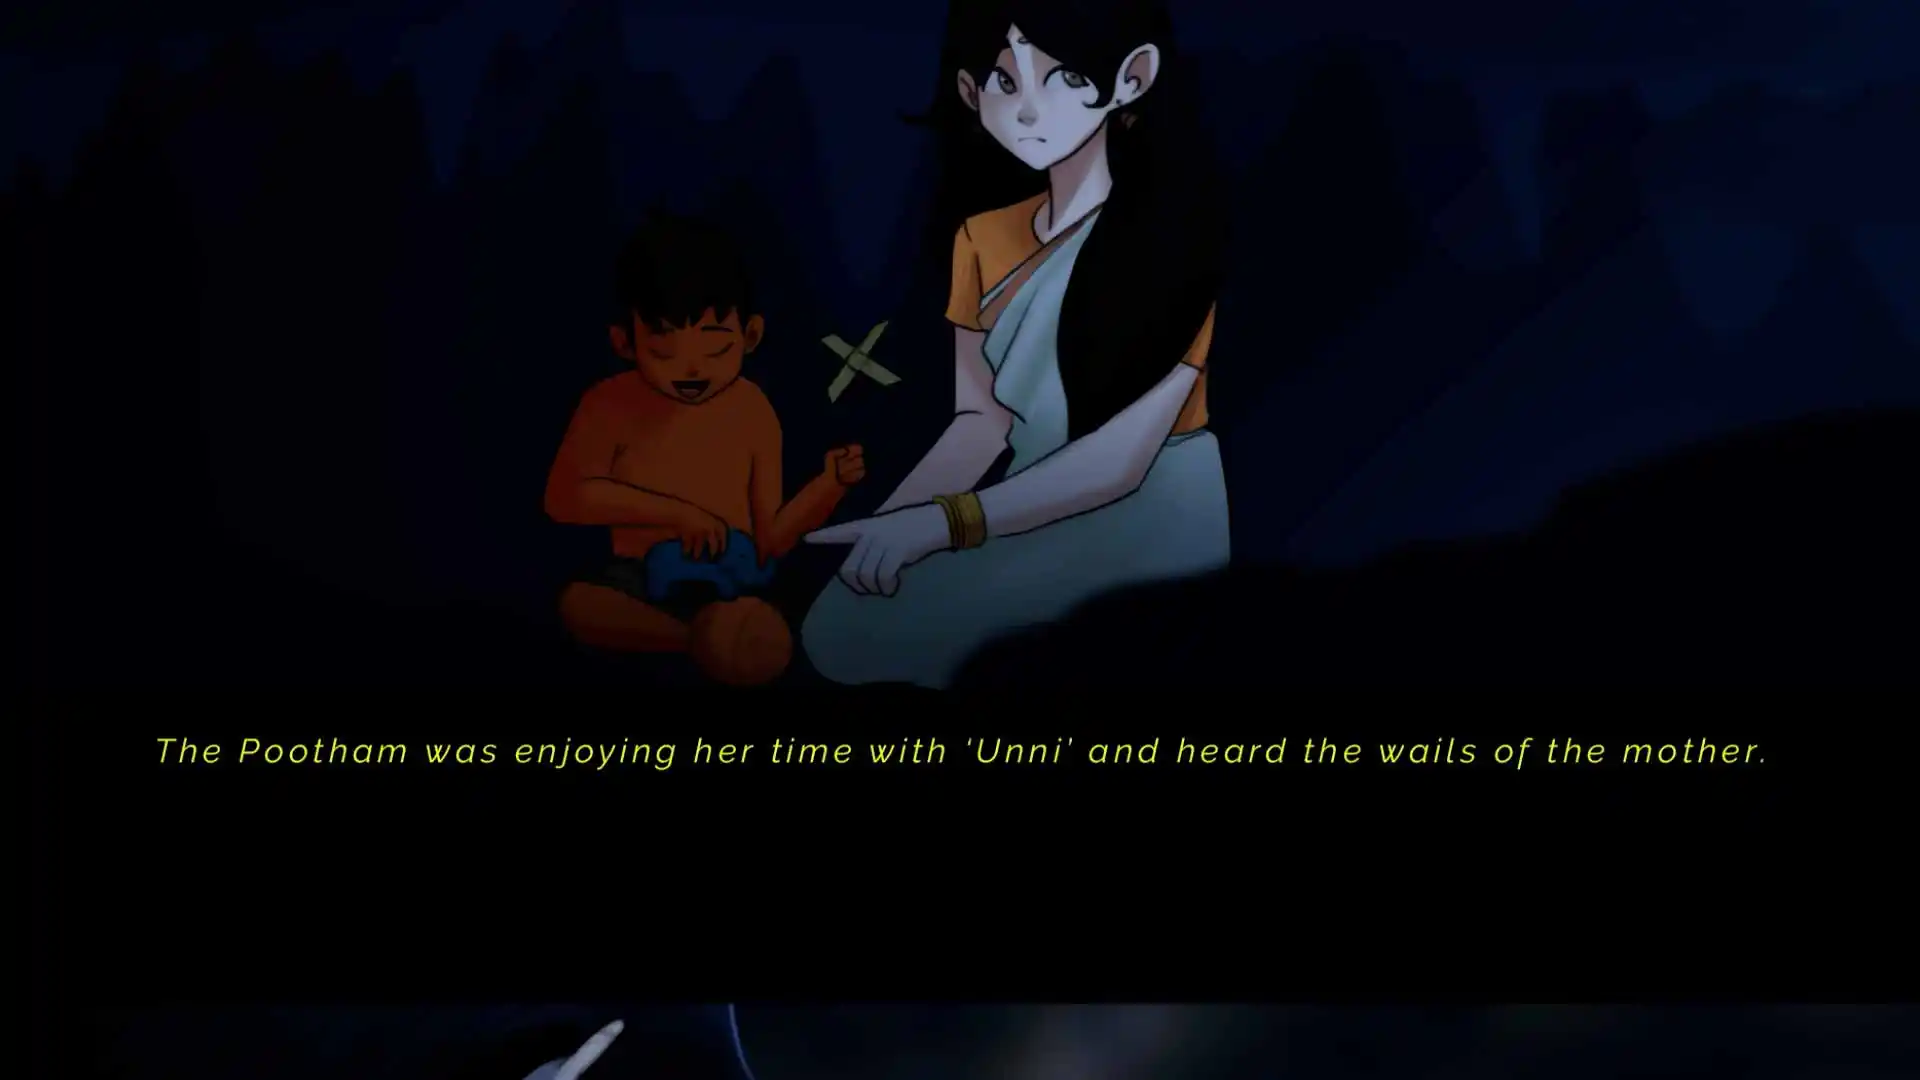 The Pootham was enjoying her time with ‘Unni’ and heard the wails of the mother.